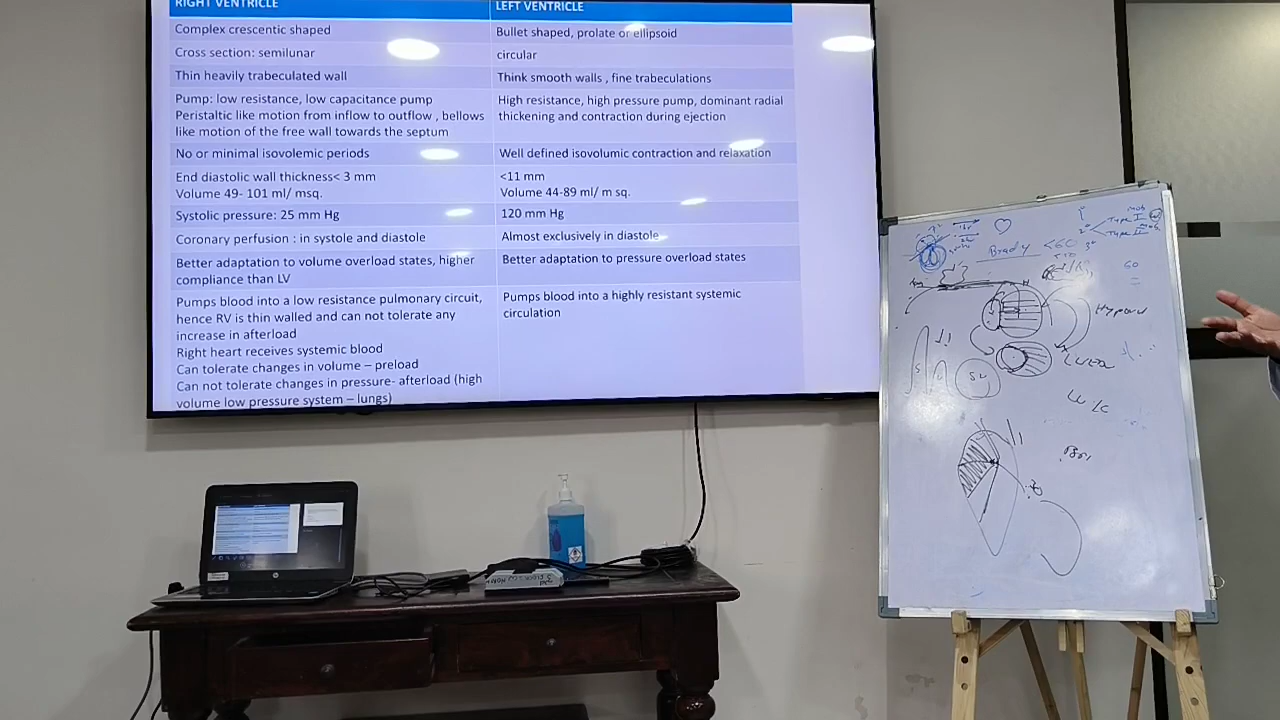 RIGHT VENTRICLE
LEFT VENTRICLE
Complex crescentic shaped
Bullet shaped, prolate or ellipsoid
Cross section: semilunar
circular
Thin heavily trabeculated wall
Think smooth walls , fine trabeculations
Pump: low resistance, low capacitance pump
Peristaltic like motion from inflow to outflow , bellows
like motion of the free wall towards the septum
High resistance, high pressure pump, dominant radial
thickening and contraction during ejection
No or minimal isovolemic periods
Well defined isovolumic contraction and relaxation
End diastolic wall thickness< 3 mm
Volume 49- 101 ml/ msq.
<11 mm
Volume 44-89 ml/ m sq.
Systolic pressure: 25 mm Hg
120 mm Hg
Coronary perfusion : in systole and diastole
Almost exclusively in diastole
Better adaptation to volume overload states, higher
compliance than LV
Better adaptation to pressure overload states
Pumps blood into a low resistance pulmonary circuit,
hence RV is thin walled and can not tolerate any
increase in afterload
Right heart receives systemic blood
Can tolerate changes in volume – preload
Can not tolerate changes in pressure- afterload (high
volume low pressure system – lungs)
Pumps blood into a highly resistant systemic
circulation
Brady <60
1°
2° Type I
Type II
3°
60